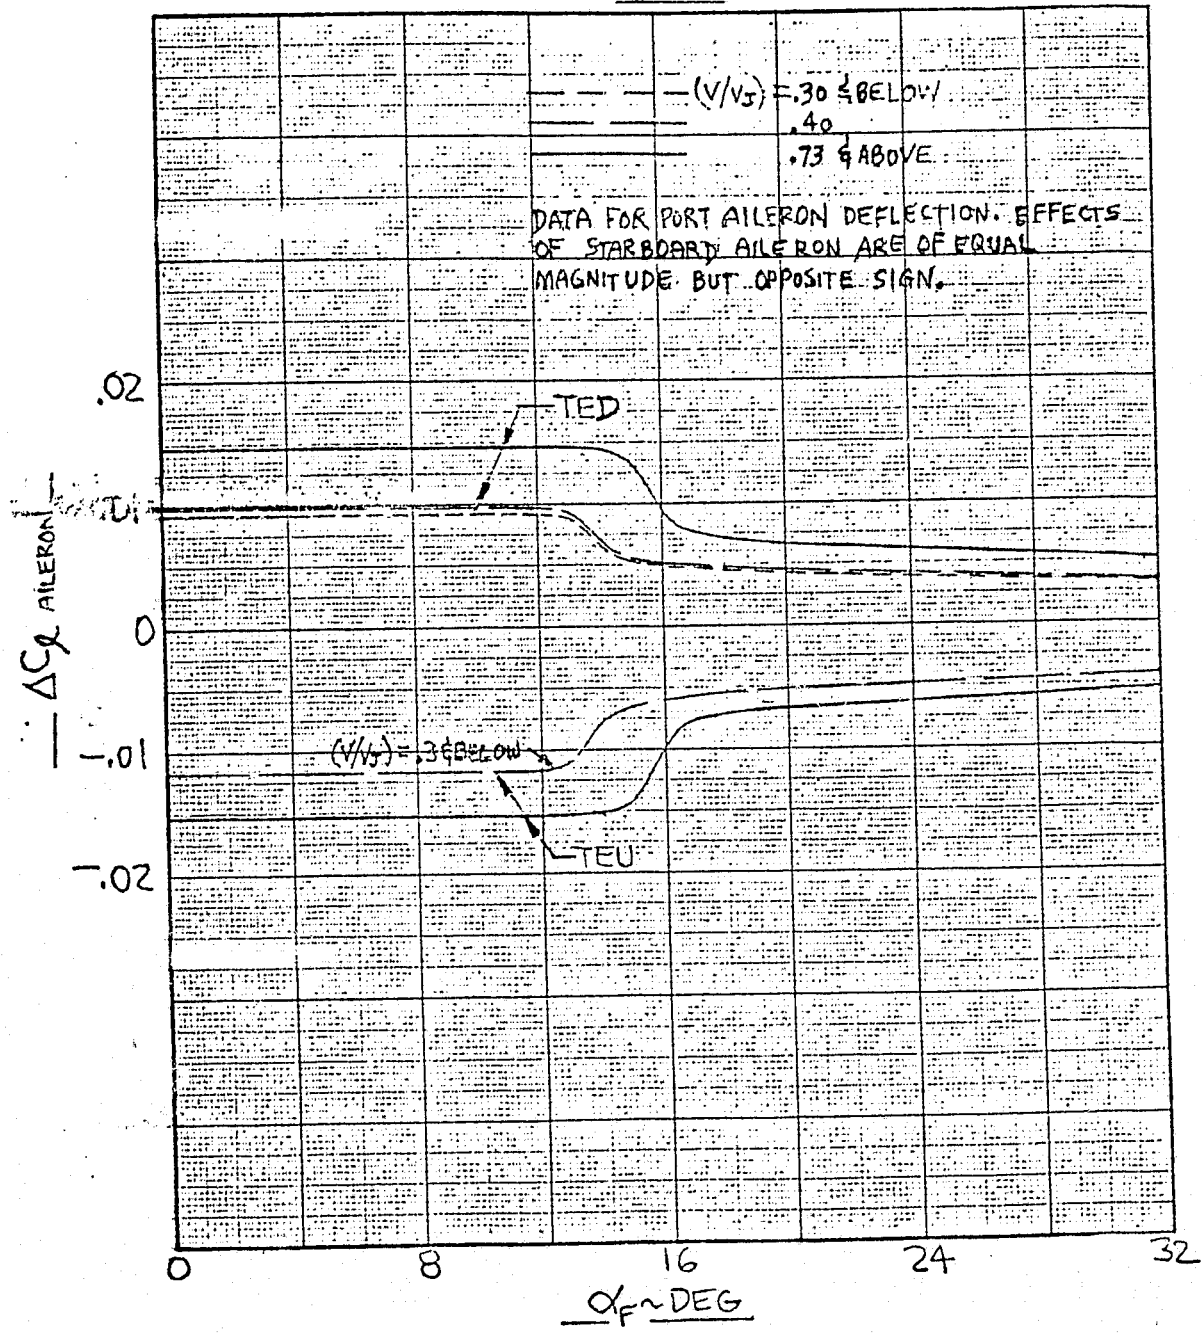 (V/VJ) = .30 & BELOW
.40
.73 & ABOVE
DATA FOR PORT AILERON DEFLECTION. EFFECTS
OF STARBOARD AILERON ARE OF EQUAL
MAGNITUDE BUT OPPOSITE SIGN.
.02
TED
.01
0
ΔCℓ AILERON
(V/VJ) = .3 & BELOW
-.01
TEU
-.02
0 8 16 24 32
αF ~ DEG